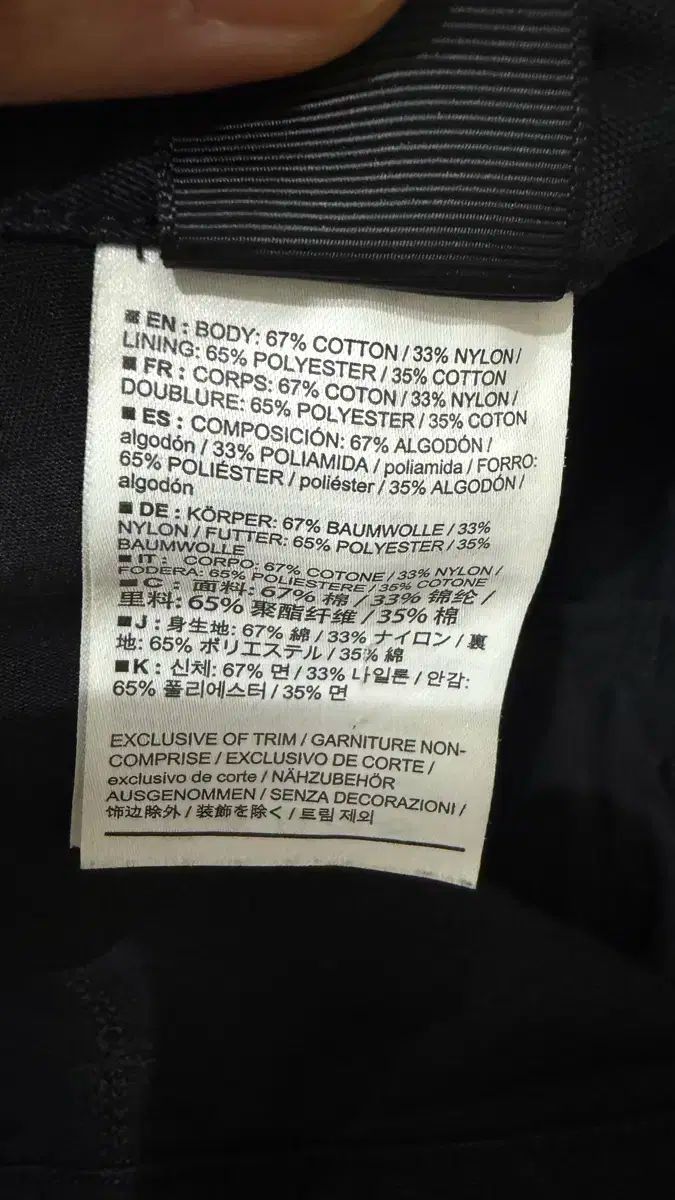 ■ EN : BODY: 67% COTTON / 33% NYLON /
LINING: 65% POLYESTER / 35% COTTON
■ FR : CORPS: 67% COTON / 33% NYLON /
DOUBLURE: 65% POLYESTER / 35% COTON
■ ES : COMPOSICIÓN: 67% ALGODÓN /
algodón / 33% POLIAMIDA / poliamida / FORRO:
65% POLIÉSTER / poliéster / 35% ALGODÓN /
algodón
■ DE : KÖRPER: 67% BAUMWOLLE / 33%
NYLON / FUTTER: 65% POLYESTER / 35%
BAUMWOLLE
■ IT : CORPO: 67% COTONE / 33% NYLON /
FODERA: 65% POLIESTERE / 35% COTONE
■ C : 面料: 67% 棉 / 33% 锦纶 /
里料: 65% 聚酯纤维 / 35% 棉
■ J : 身生地: 67% 綿 / 33% ナイロン / 裏
地: 65% ポリエステル / 35% 綿
■ K : 신체: 67% 면 / 33% 나일론 / 안감:
65% 폴리에스터 / 35% 면
EXCLUSIVE OF TRIM / GARNITURE NON-
COMPRISE / EXCLUSIVO DE CORTE /
exclusivo de corte / NÄHZUBEHÖR
AUSGENOMMEN / SENZA DECORAZIONI /
饰边除外 / 装飾を除く / 트림 제외